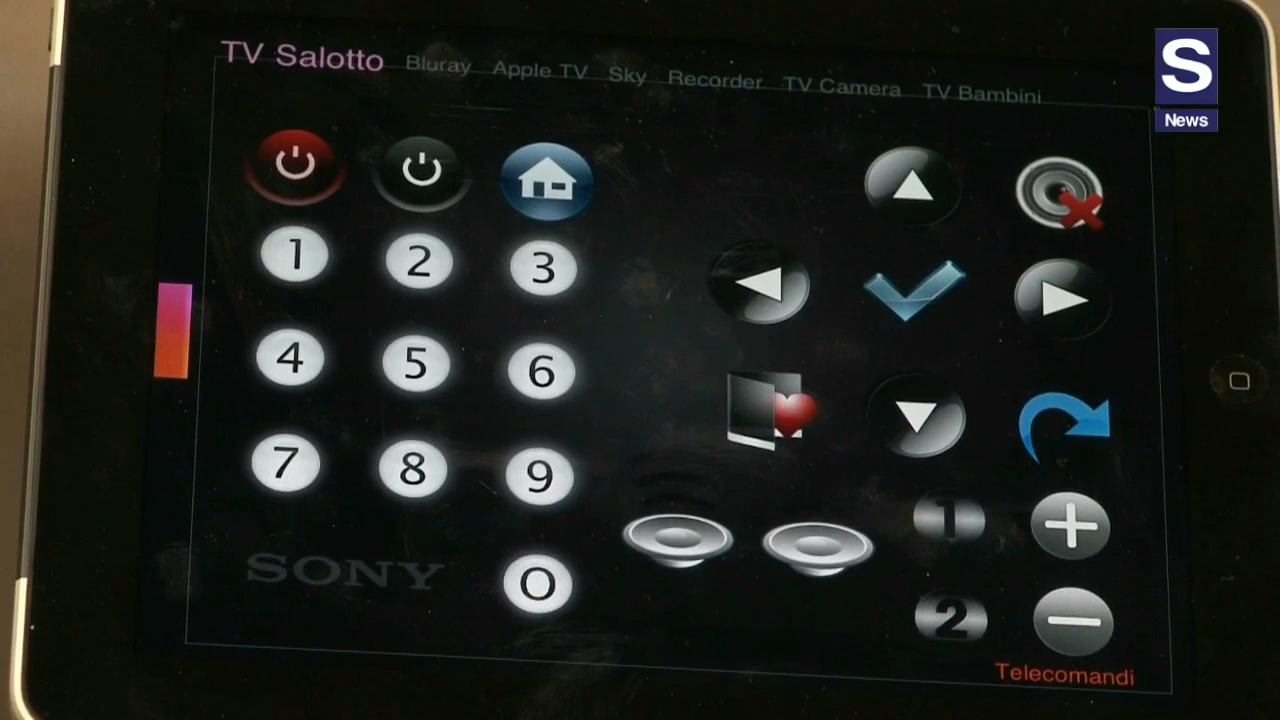 TV Salotto Bluray Apple TV Sky Recorder TV Camera TV Bambini
S
News
1 2 3
4 5 6
7 8 9
0
1
2
SONY
Telecomandi